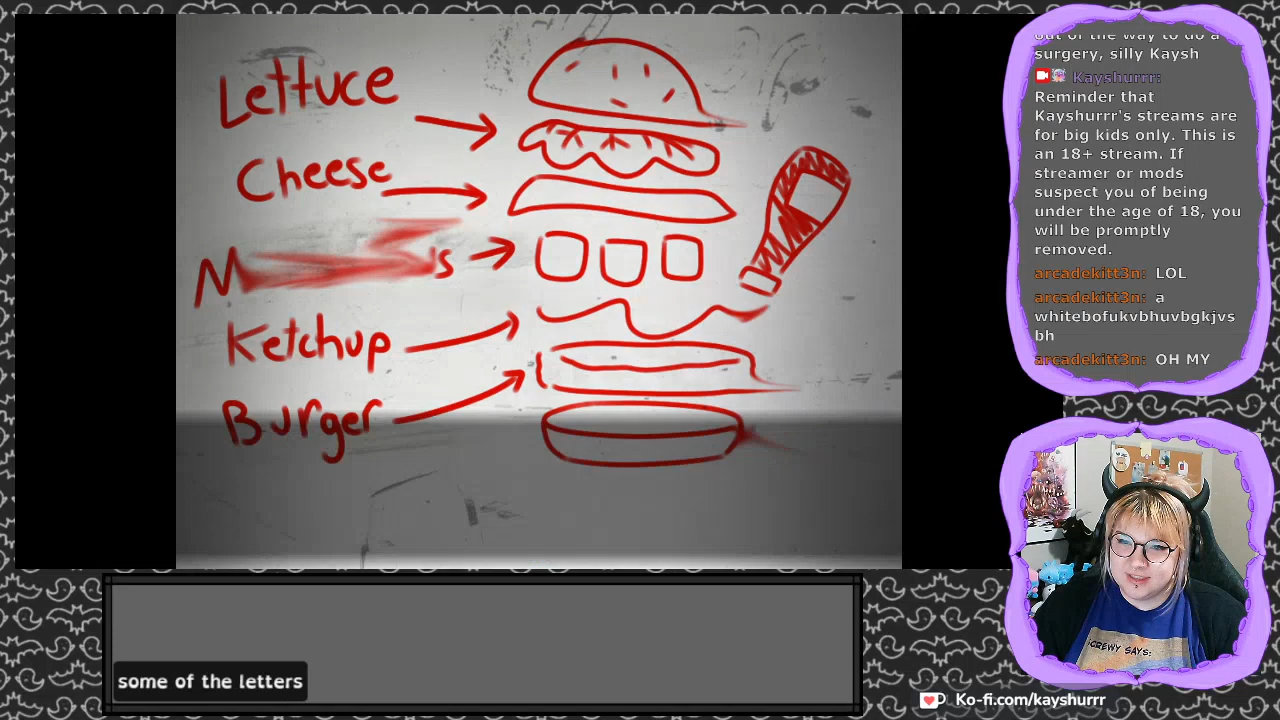 Lettuce
Cheese
Ketchup
Burger
some of the letters
out of the way to do a
surgery, silly Kaysh
Kayshurrr:
Reminder that
Kayshurrr's streams are
for big kids only. This is
an 18+ stream. If
streamer or mods
suspect you of being
under the age of 18, you
will be promptly
removed.
arcadekitt3n: LOL
arcadekitt3n: a
whitebofukvbhuvbgkjvs
bh
arcadekitt3n: OH MY
SCREWY SAYS:
Ko-fi.com/kayshurrr